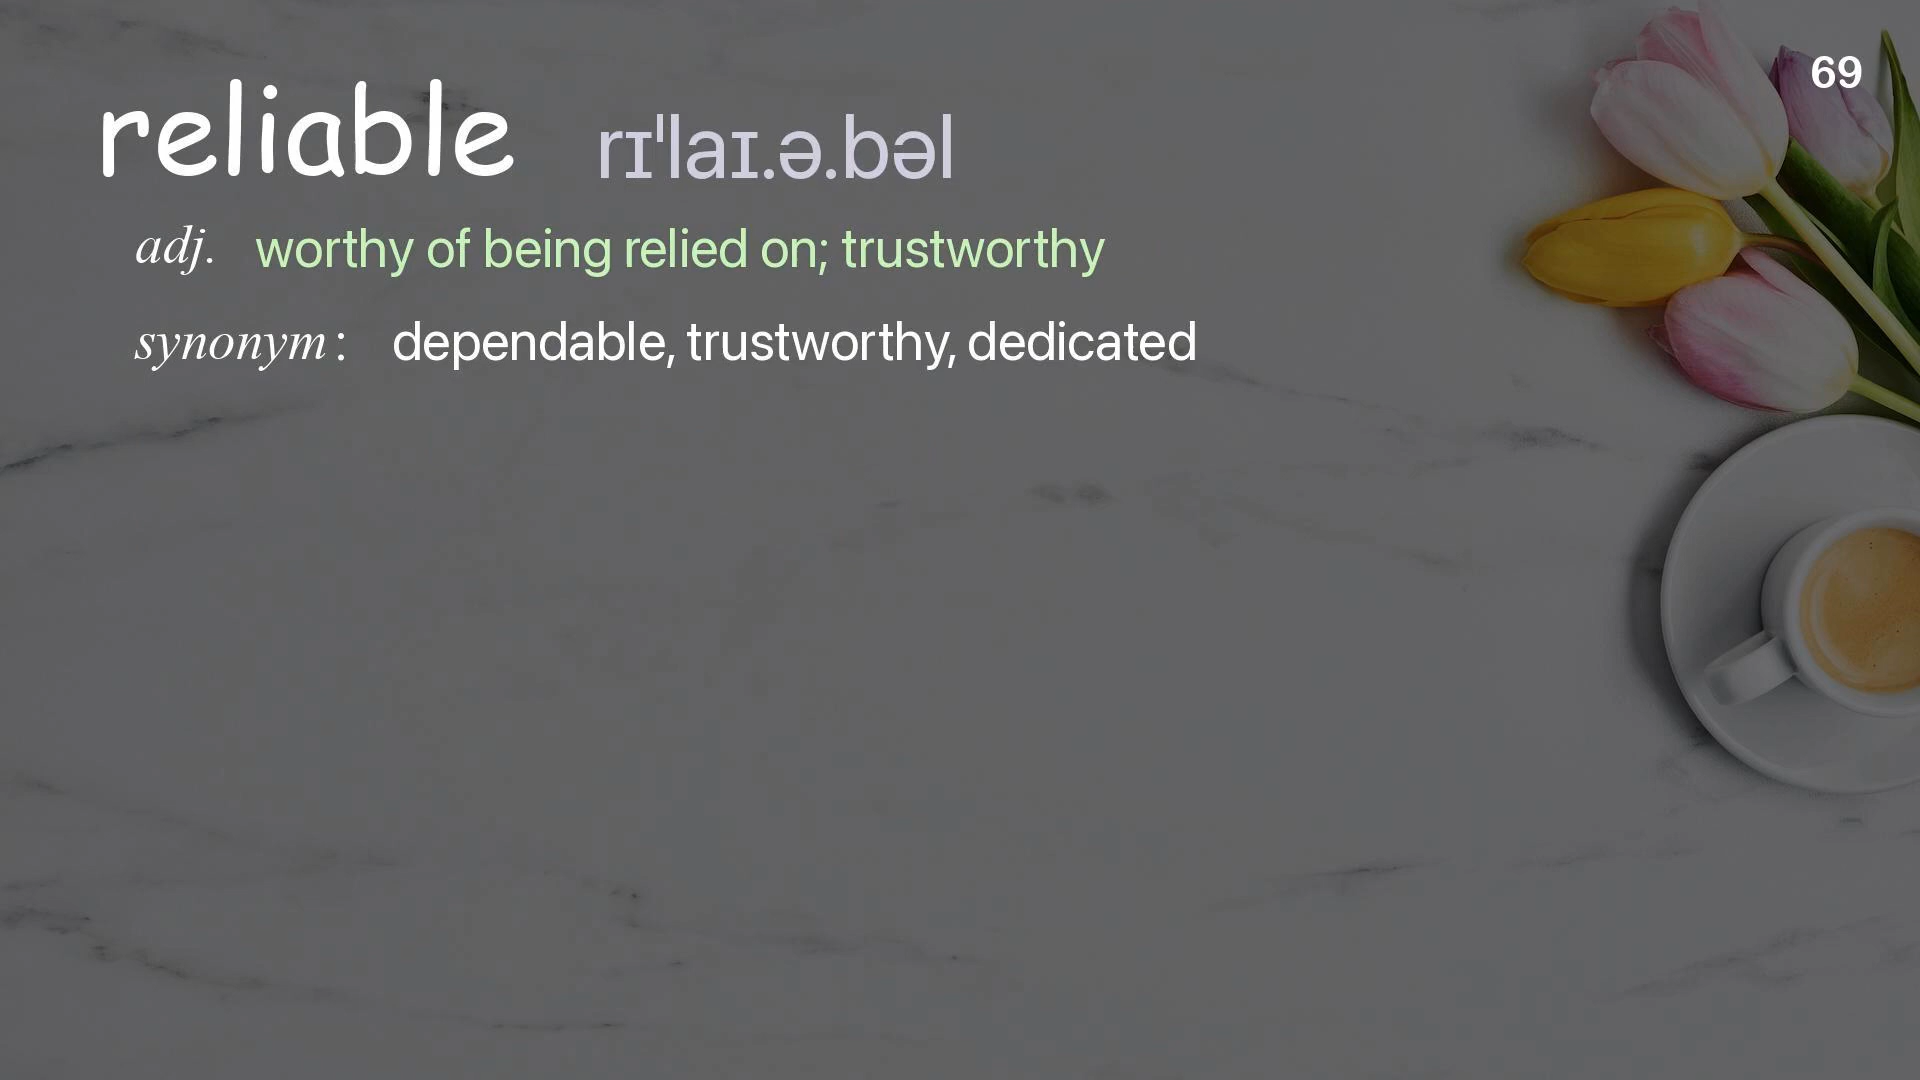 69
reliable rɪˈlaɪ.ə.bəl
adj. worthy of being relied on; trustworthy
synonym: dependable, trustworthy, dedicated